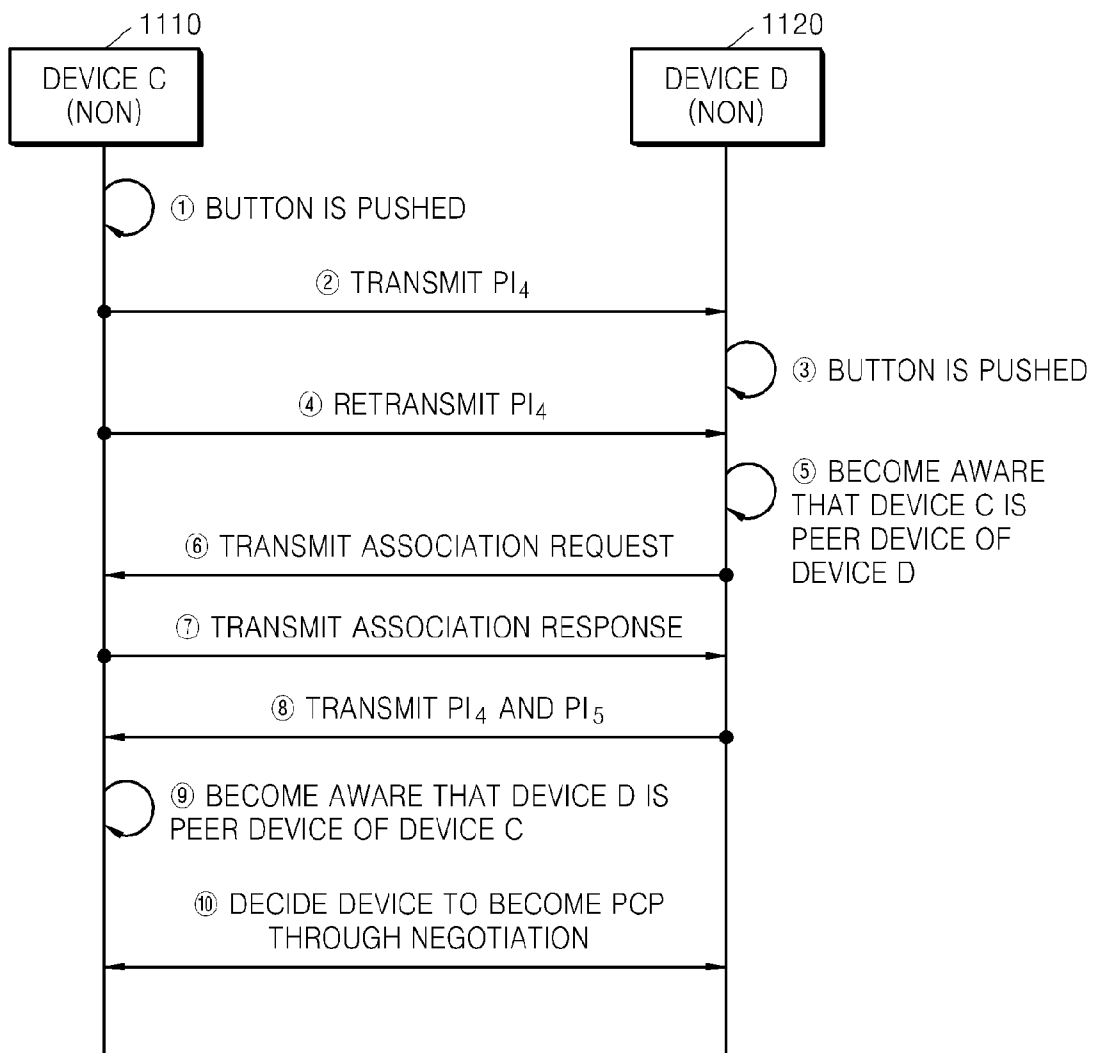 1110
1120
DEVICE C
(NON)
DEVICE D
(NON)
① BUTTON IS PUSHED
② TRANSMIT PI₄
③ BUTTON IS PUSHED
④ RETRANSMIT PI₄
⑤ BECOME AWARE
THAT DEVICE C IS
PEER DEVICE OF
DEVICE D
⑥ TRANSMIT ASSOCIATION REQUEST
⑦ TRANSMIT ASSOCIATION RESPONSE
⑧ TRANSMIT PI₄ AND PI₅
⑨ BECOME AWARE THAT DEVICE D IS
PEER DEVICE OF DEVICE C
⑩ DECIDE DEVICE TO BECOME PCP
THROUGH NEGOTIATION